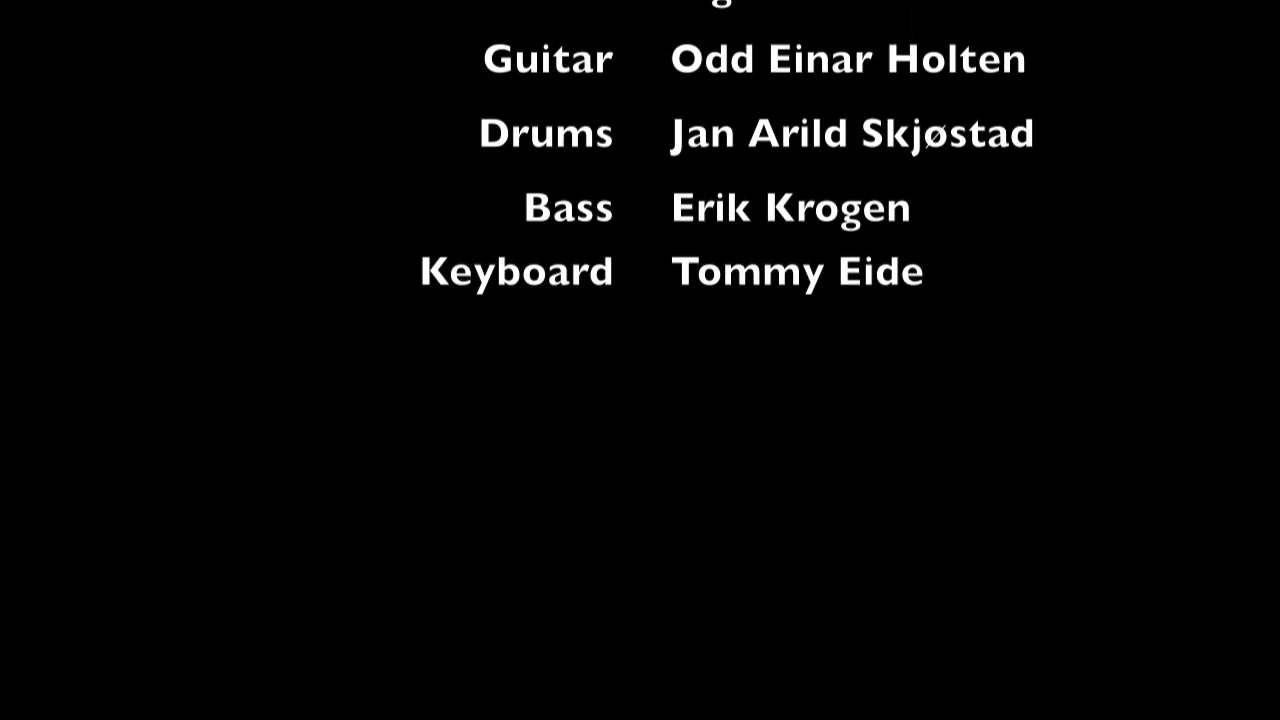 Guitar Odd Einar Holten
Drums Jan Arild Skjøstad
Bass Erik Krogen
Keyboard Tommy Eide